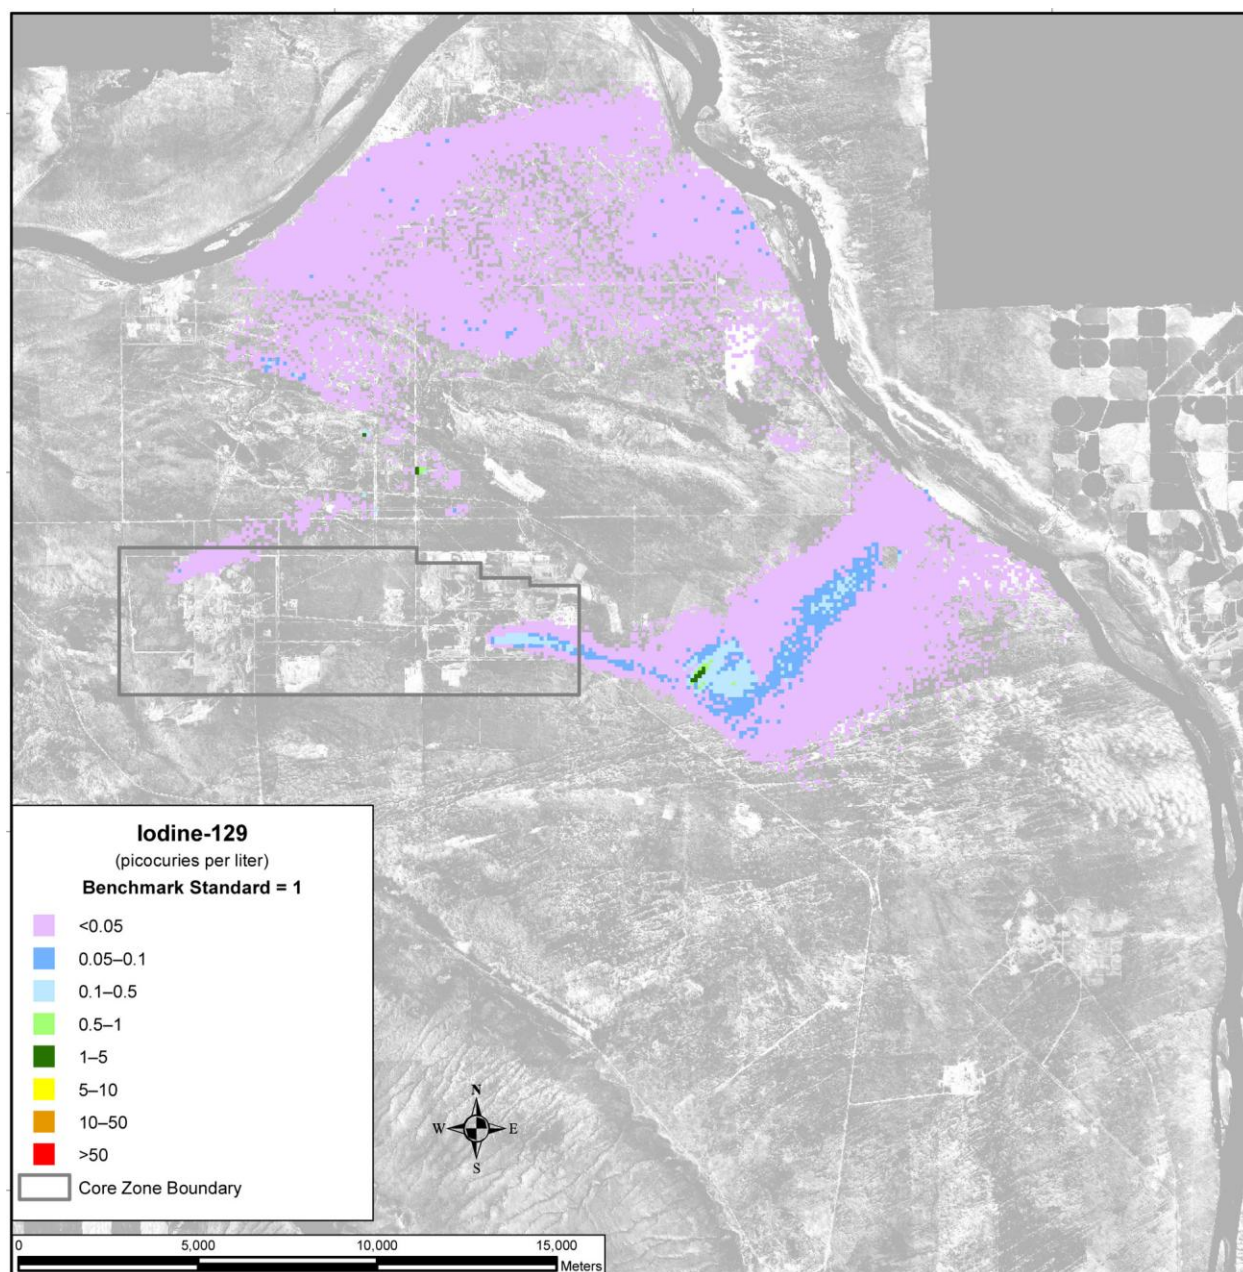 Iodine-129
(picocuries per liter)
Benchmark Standard = 1
<0.05
0.05–0.1
0.1–0.5
0.5–1
1–5
5–10
10–50
>50
Core Zone Boundary
N
W E
S
0 5,000 10,000 15,000
Meters